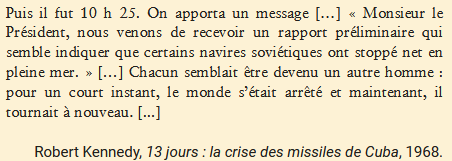 Puis il fut 10 h 25. On apporta un message [...] « Monsieur le
Président, nous venons de recevoir un rapport préliminaire qui
semble indiquer que certains navires soviétiques ont stoppé net en
pleine mer. » [...] Chacun semblait être devenu un autre homme :
pour un court instant, le monde s’était arrêté et maintenant, il
tournait à nouveau. [...]
Robert Kennedy, 13 jours : la crise des missiles de Cuba, 1968.